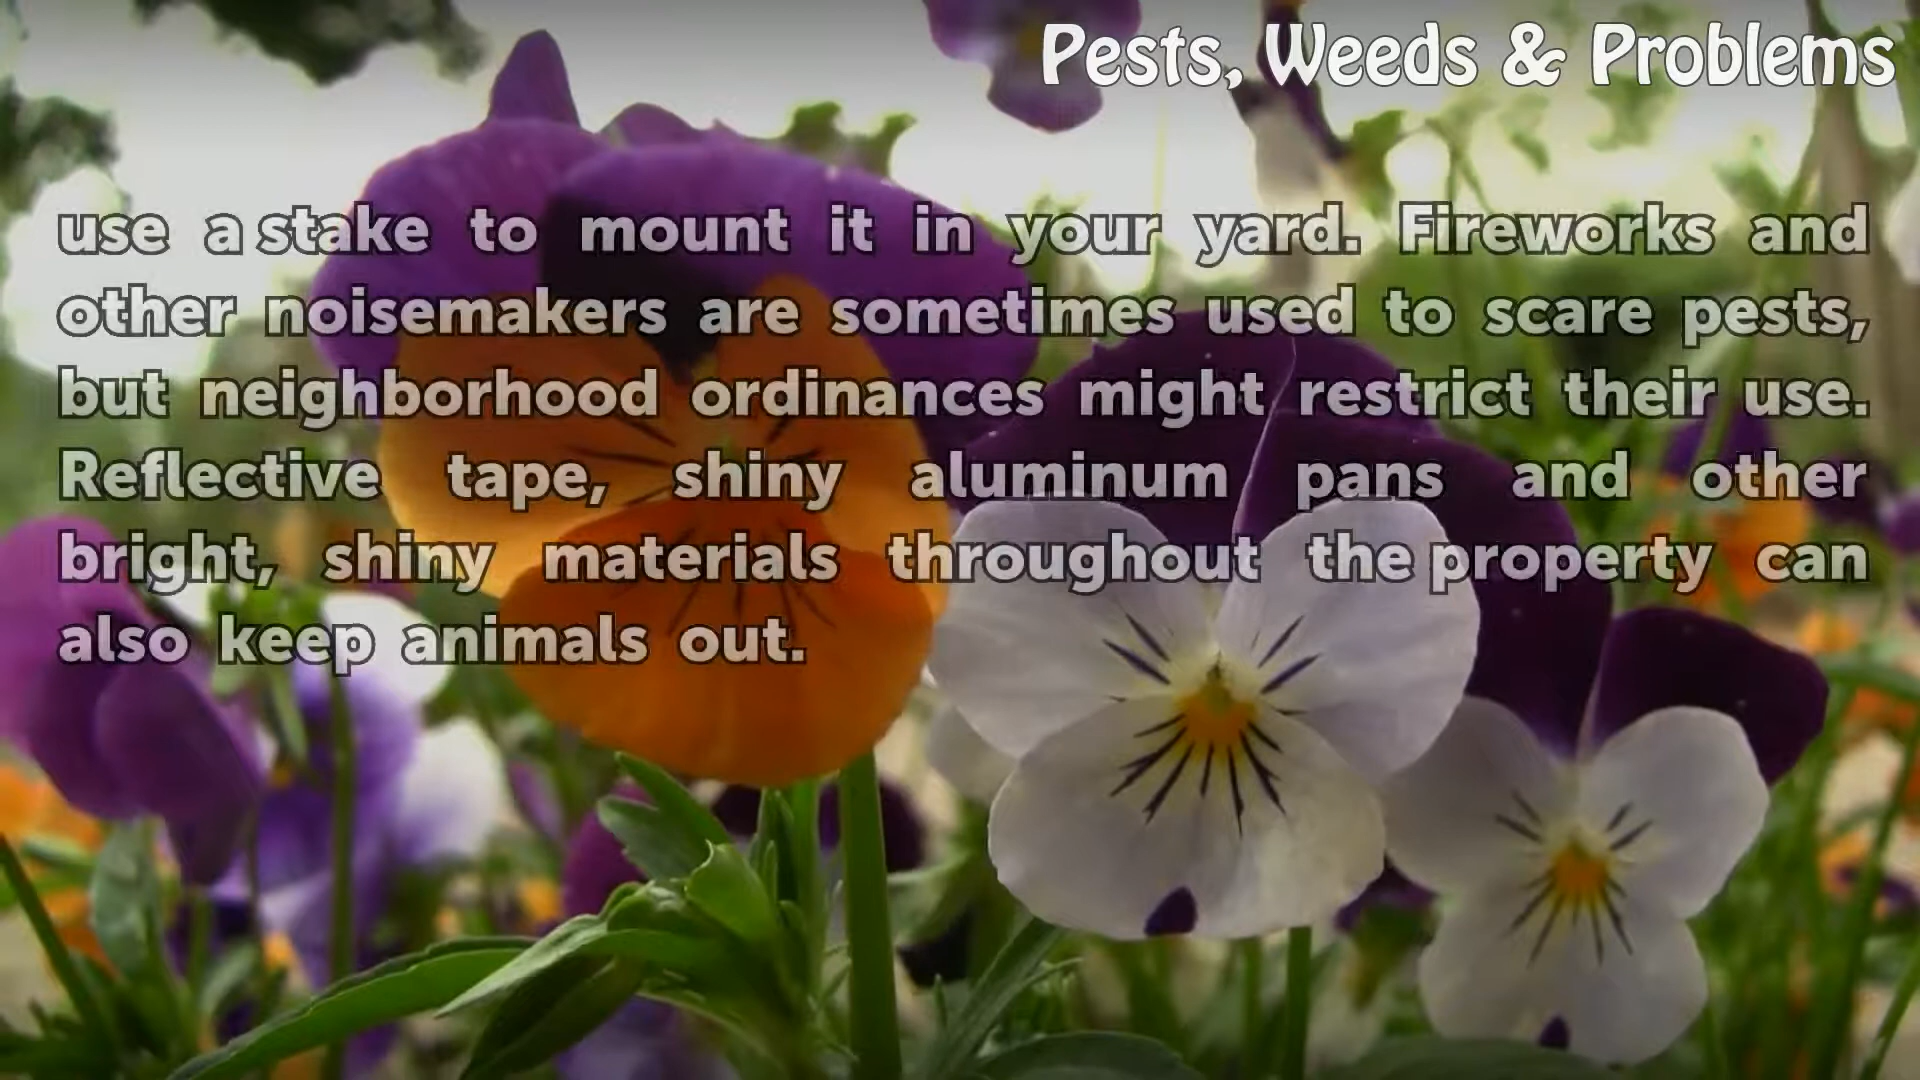 Pests, Weeds & Problems
use a stake to mount it in your yard. Fireworks and
other noisemakers are sometimes used to scare pests,
but neighborhood ordinances might restrict their use.
Reflective tape, shiny aluminum pans and other
bright, shiny materials throughout the property can
also keep animals out.